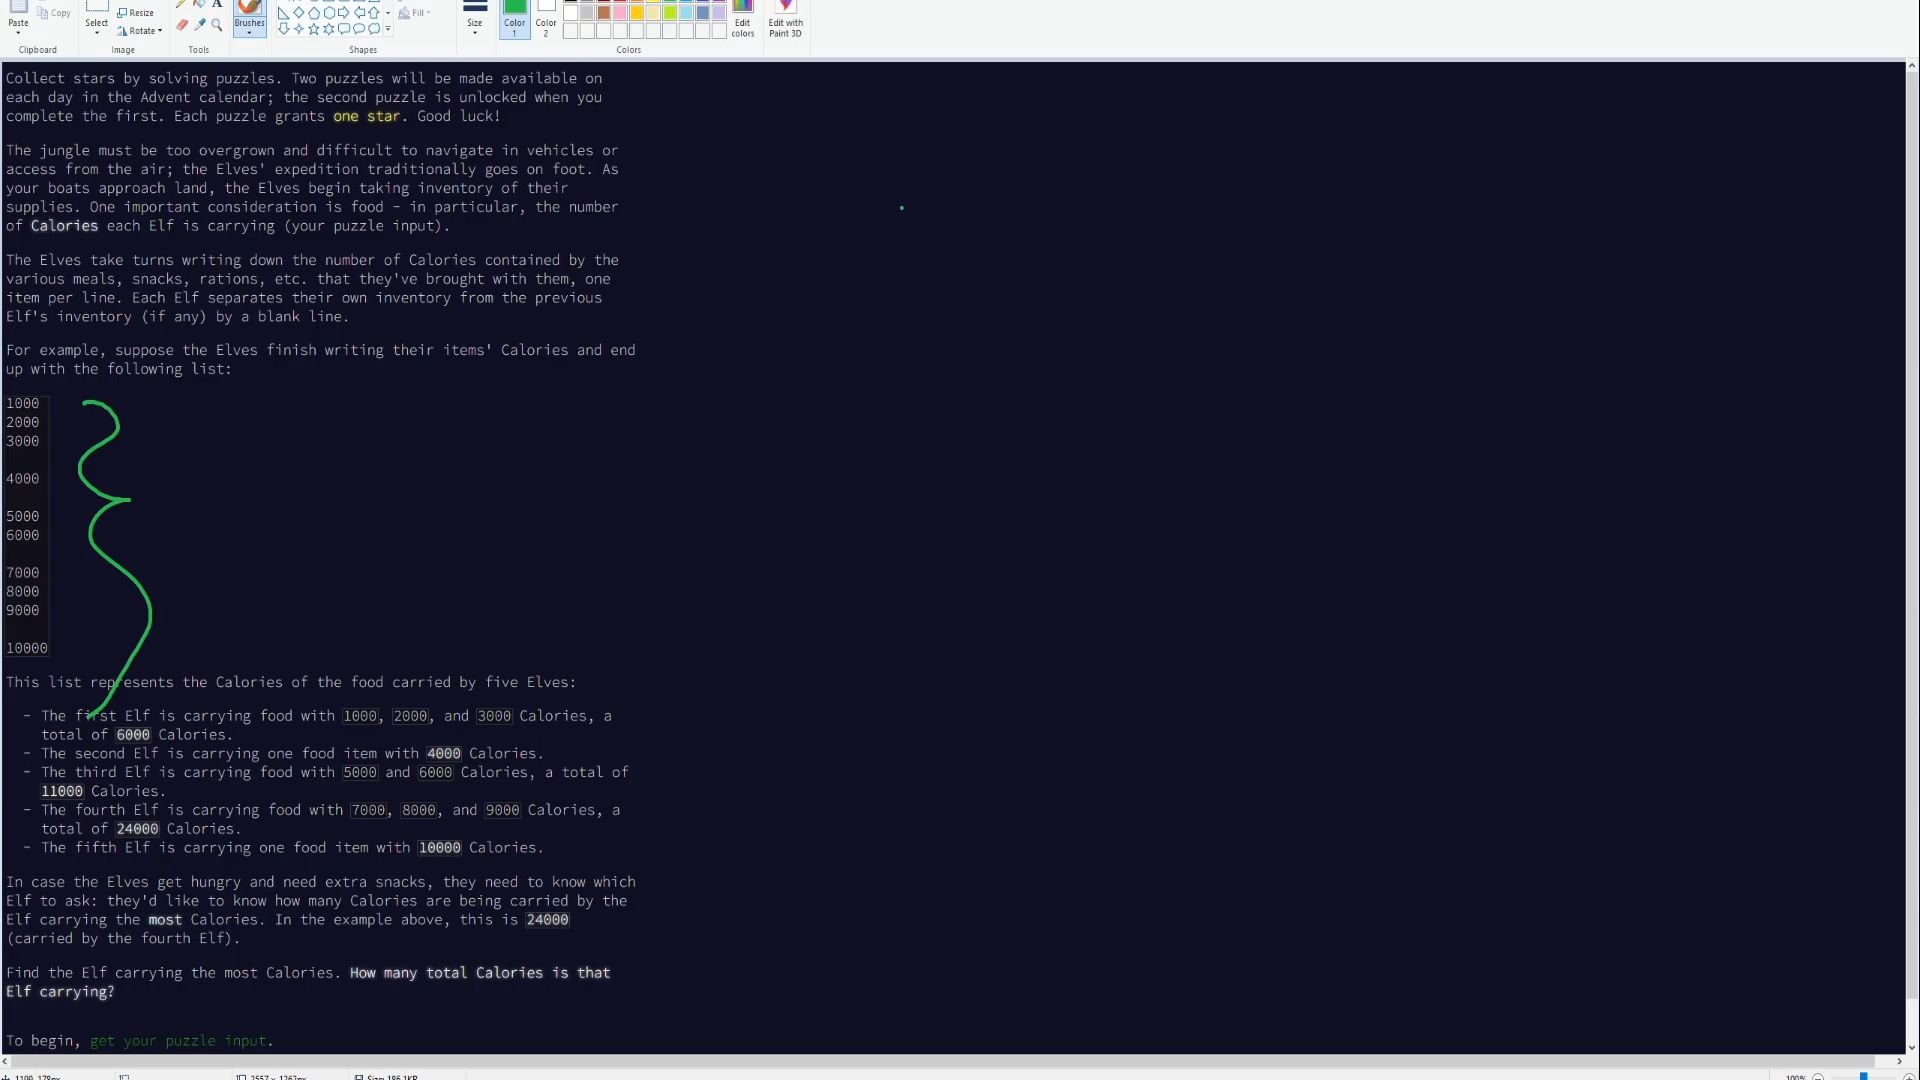 Paste
Copy
Select
Resize
Rotate
A
Brushes
Fill
Size
Color
1
Color
2
Edit
colors
Edit with
Paint 3D
Clipboard
Image
Tools
Shapes
Colors
Collect stars by solving puzzles. Two puzzles will be made available on
each day in the Advent calendar; the second puzzle is unlocked when you
complete the first. Each puzzle grants one star. Good luck!
The jungle must be too overgrown and difficult to navigate in vehicles or
access from the air; the Elves' expedition traditionally goes on foot. As
your boats approach land, the Elves begin taking inventory of their
supplies. One important consideration is food - in particular, the number
of Calories each Elf is carrying (your puzzle input).
The Elves take turns writing down the number of Calories contained by the
various meals, snacks, rations, etc. that they've brought with them, one
item per line. Each Elf separates their own inventory from the previous
Elf's inventory (if any) by a blank line.
For example, suppose the Elves finish writing their items' Calories and end
up with the following list:
1000
2000
3000
4000
5000
6000
7000
8000
9000
10000
This list represents the Calories of the food carried by five Elves:
- The first Elf is carrying food with 1000, 2000, and 3000 Calories, a
total of 6000 Calories.
- The second Elf is carrying one food item with 4000 Calories.
- The third Elf is carrying food with 5000 and 6000 Calories, a total of
11000 Calories.
- The fourth Elf is carrying food with 7000, 8000, and 9000 Calories, a
total of 24000 Calories.
- The fifth Elf is carrying one food item with 10000 Calories.
In case the Elves get hungry and need extra snacks, they need to know which
Elf to ask: they'd like to know how many Calories are being carried by the
Elf carrying the most Calories. In the example above, this is 24000
(carried by the fourth Elf).
Find the Elf carrying the most Calories. How many total Calories is that
Elf carrying?
To begin, get your puzzle input.
1199, 178px
2557 × 1262px
Size: 186.1KB
100%